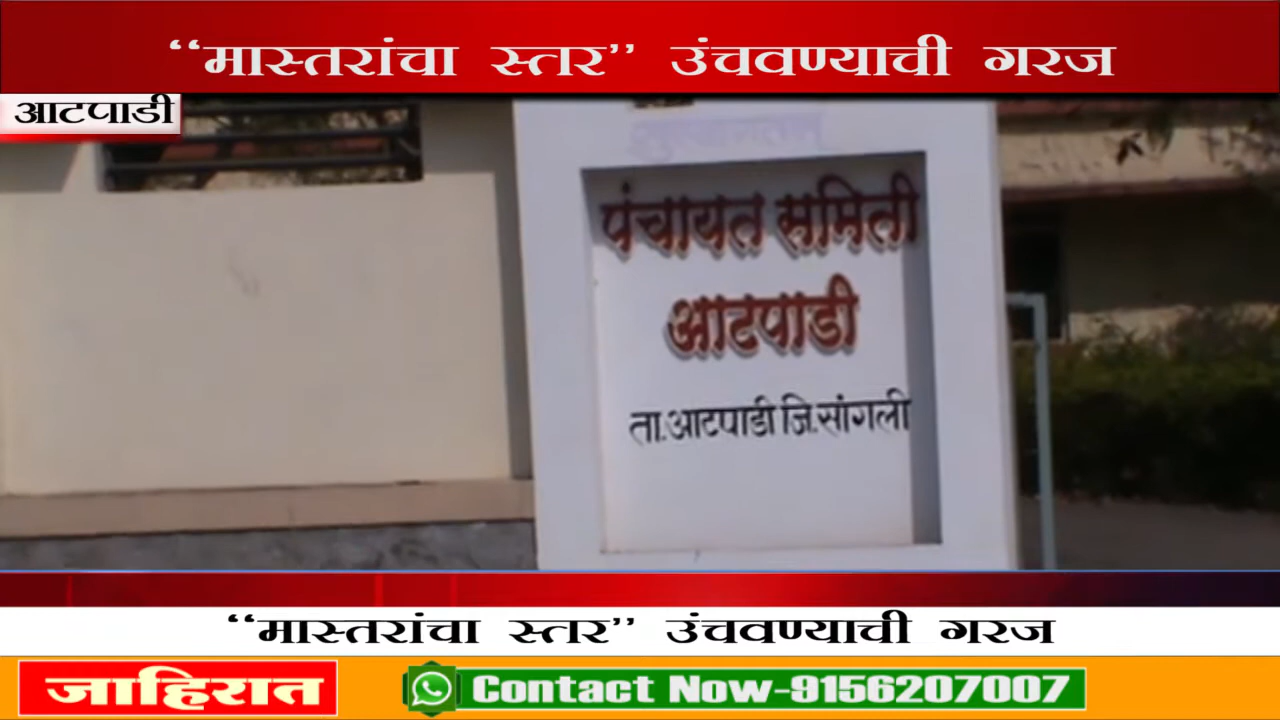 ‘‘मास्तरांचा स्तर’’ उंचवण्याची गरज
आटपाडी
पंचायत समिती
आटपाडी
ता.आटपाडी जि.सांगली
‘‘मास्तरांचा स्तर’’ उंचवण्याची गरज
जाहिरात
Contact Now-9156207007